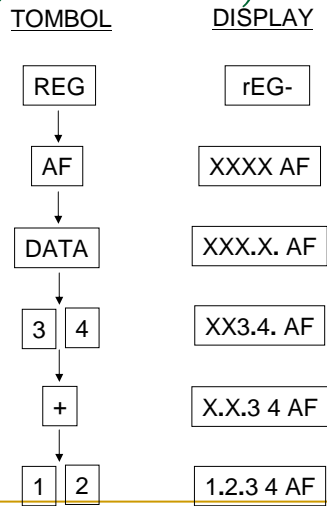 TOMBOL DISPLAY
REG rEG-
AF XXXX AF
DATA XXX.X. AF
3 4 XX3.4. AF
+ X.X.3 4 AF
1 2 1.2.3 4 AF